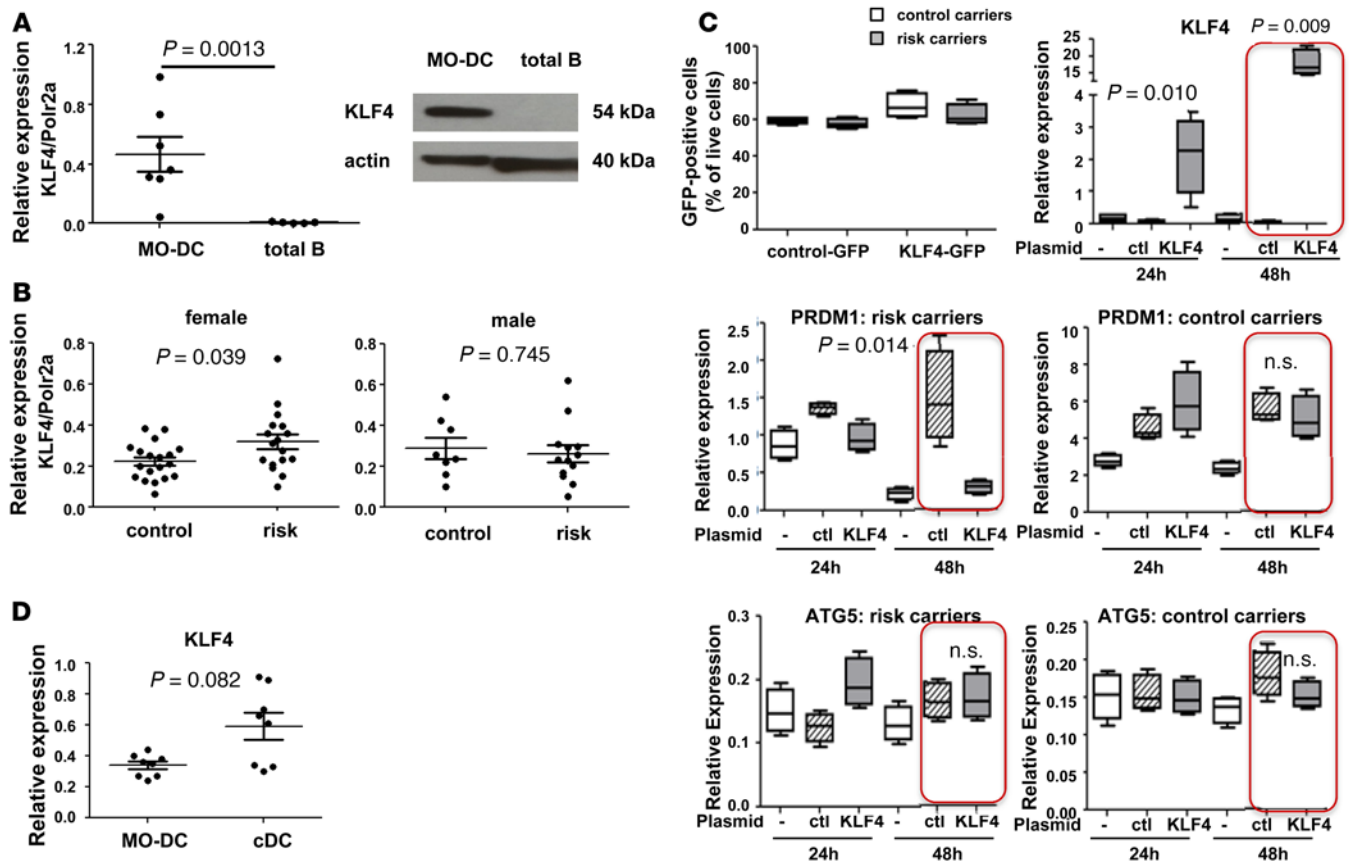 A
Relative expression
KLF4/Polr2a
1.2
0.8
0.4
0.0
P = 0.0013
MO-DC
total B
MO-DC total B
KLF4
54 kDa
actin
40 kDa
B
Relative expression
KLF4/Polr2a
female
0.8
0.6
0.4
0.2
0.0
P = 0.039
control
risk
male
0.8
0.6
0.4
0.2
0.0
P = 0.745
control
risk
D
KLF4
Relative expression
1.0
0.8
0.6
0.4
0.2
0.0
P = 0.082
MO-DC
cDC
C
control carriers
risk carriers
GFP-positive cells
(% of live cells)
100
80
60
40
20
0
control-GFP
KLF4-GFP
KLF4
P = 0.009
Relative expression
25
20
15
4
3
2
1
0
P = 0.010
Plasmid - ctl KLF4 - ctl KLF4
24h 48h
PRDM1: risk carriers
Relative expression
2.5
2.0
1.5
1.0
0.5
0.0
P = 0.014
Plasmid - ctl KLF4 - ctl KLF4
24h 48h
PRDM1: control carriers
Relative expression
10
8
6
4
2
0
n.s.
Plasmid - ctl KLF4 - ctl KLF4
24h 48h
ATG5: risk carriers
Relative Expression
0.3
0.2
0.1
0.0
n.s.
Plasmid - ctl KLF4 - ctl KLF4
24h 48h
ATG5: control carriers
Relative Expression
0.25
0.20
0.15
0.10
0.05
0.00
n.s.
Plasmid - ctl KLF4 - ctl KLF4
24h 48h